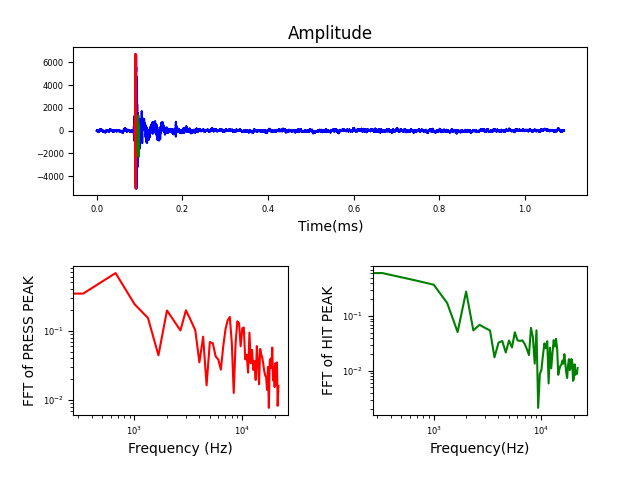 Amplitude
6000
4000
2000
0
−2000
−4000
0.0 0.2 0.4 0.6 0.8 1.0
Time(ms)
FFT of PRESS PEAK
10⁻¹
10⁻²
10³ 10⁴
Frequency (Hz)
FFT of HIT PEAK
10⁻¹
10⁻²
10³ 10⁴
Frequency(Hz)